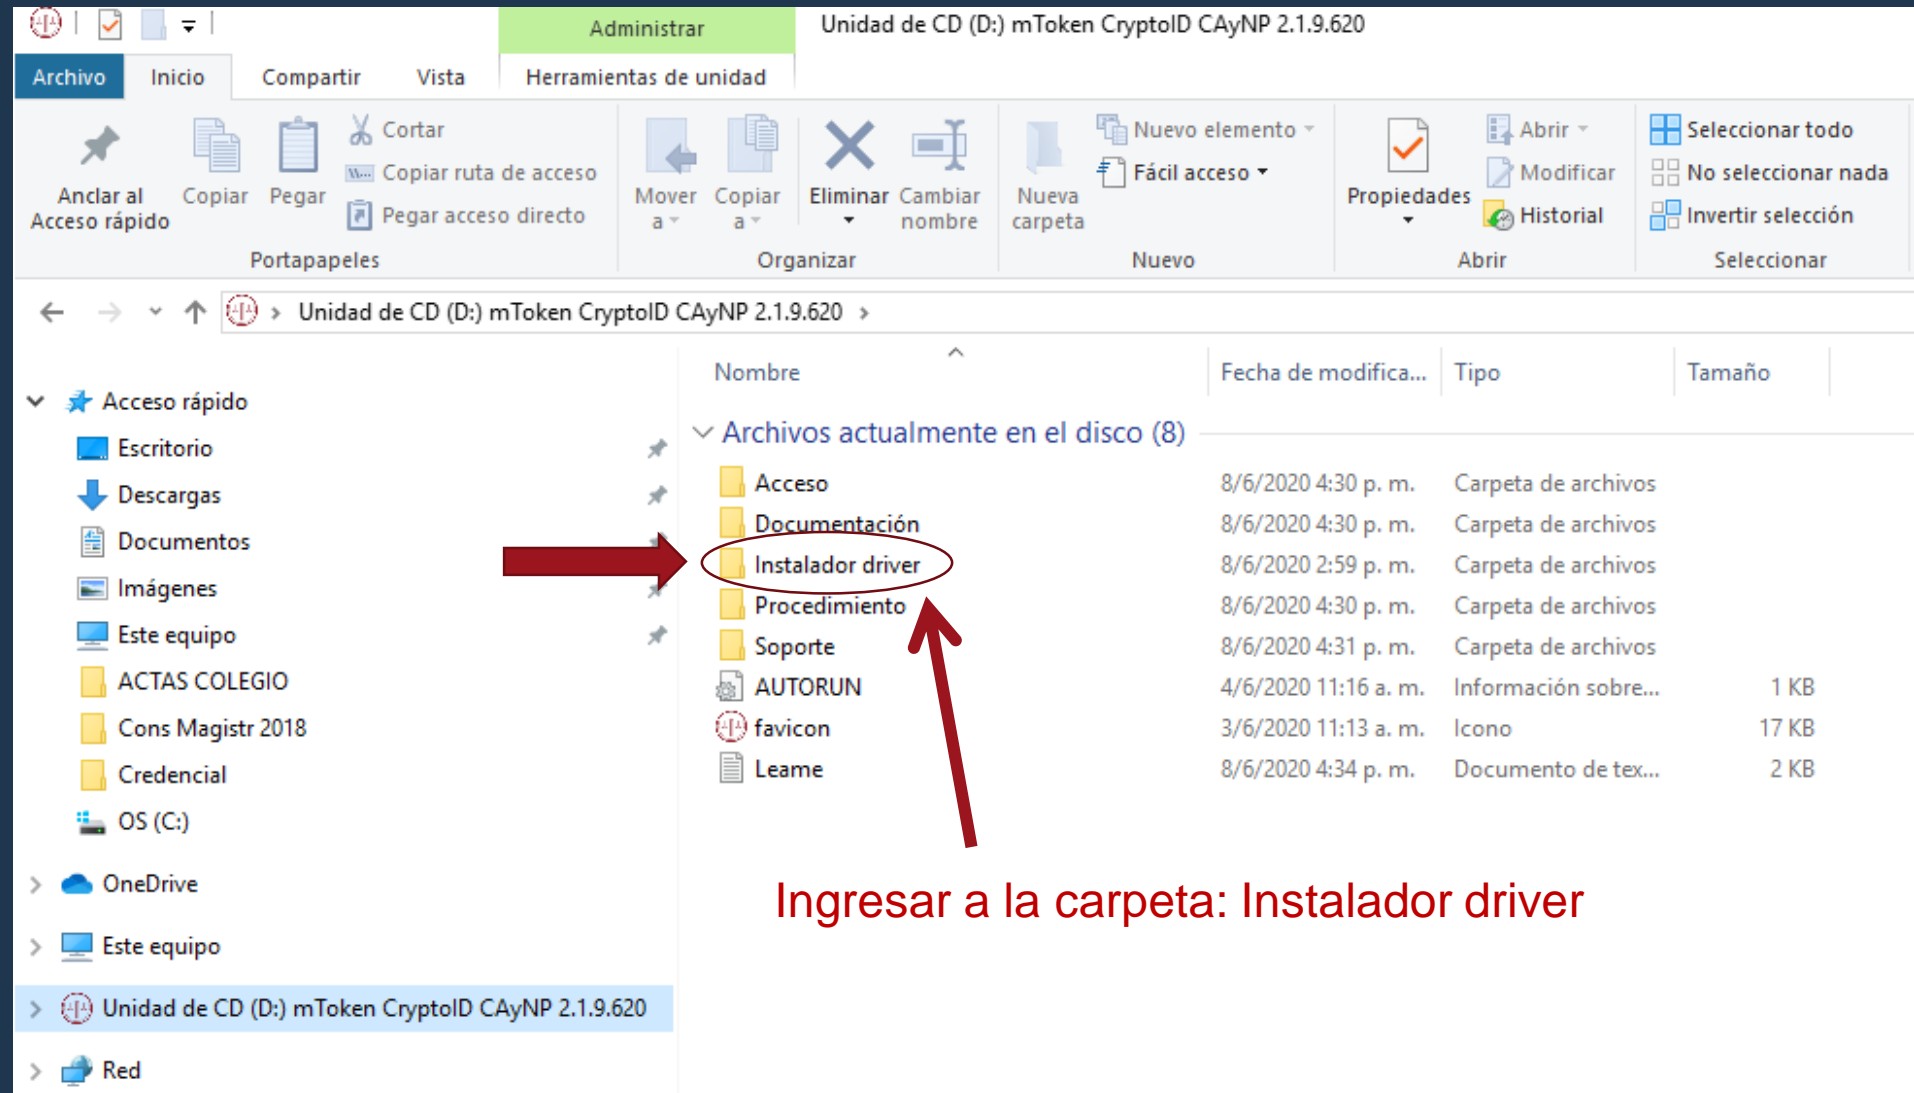 Administrar
Unidad de CD (D:) mToken CryptoID CAyNP 2.1.9.620
Archivo
Inicio
Compartir
Vista
Herramientas de unidad
Anclar al
Acceso rápido
Copiar
Pegar
Cortar
Copiar ruta de acceso
Pegar acceso directo
Portapapeles
Mover
a
Copiar
a
Eliminar
Cambiar
nombre
Organizar
Nueva
carpeta
Nuevo elemento
Fácil acceso
Nuevo
Propiedades
Abrir
Modificar
Historial
Abrir
Seleccionar todo
No seleccionar nada
Invertir selección
Seleccionar
Unidad de CD (D:) mToken CryptoID CAyNP 2.1.9.620
Acceso rápido
Escritorio
Descargas
Documentos
Imágenes
Este equipo
ACTAS COLEGIO
Cons Magistr 2018
Credencial
OS (C:)
OneDrive
Este equipo
Unidad de CD (D:) mToken CryptoID CAyNP 2.1.9.620
Red
Nombre Fecha de modifica... Tipo Tamaño
Archivos actualmente en el disco (8)
Acceso 8/6/2020 4:30 p. m. Carpeta de archivos
Documentación 8/6/2020 4:30 p. m. Carpeta de archivos
Instalador driver 8/6/2020 2:59 p. m. Carpeta de archivos
Procedimiento 8/6/2020 4:30 p. m. Carpeta de archivos
Soporte 8/6/2020 4:31 p. m. Carpeta de archivos
AUTORUN 4/6/2020 11:16 a. m. Información sobre... 1 KB
favicon 3/6/2020 11:13 a. m. Icono 17 KB
Leame 8/6/2020 4:34 p. m. Documento de tex... 2 KB
Ingresar a la carpeta: Instalador driver